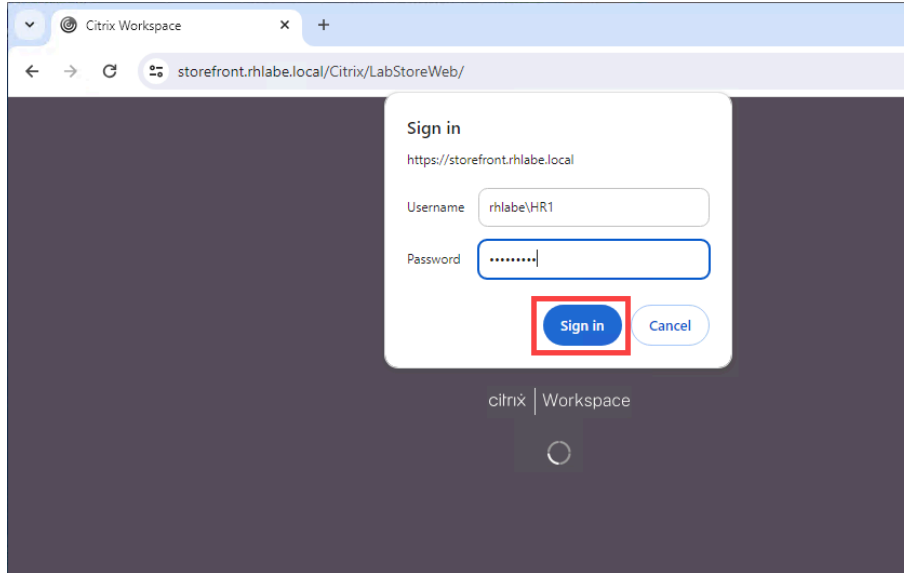 Citrix Workspace
storefront.rhlabe.local/Citrix/LabStoreWeb/
Sign in
https://storefront.rhlabe.local
Username rhlabe\HR1
Password •••••••••
Sign in Cancel
citrix | Workspace